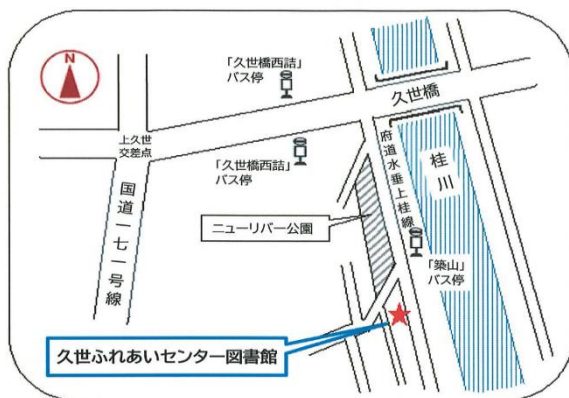 N
「久世橋西詰」
バス停
久世橋
上久世
交差点
「久世橋西詰」
バス停
府道水垂上桂線
桂川
国道一七一号線
ニューリバー公園
「築山」
バス停
久世ふれあいセンター図書館